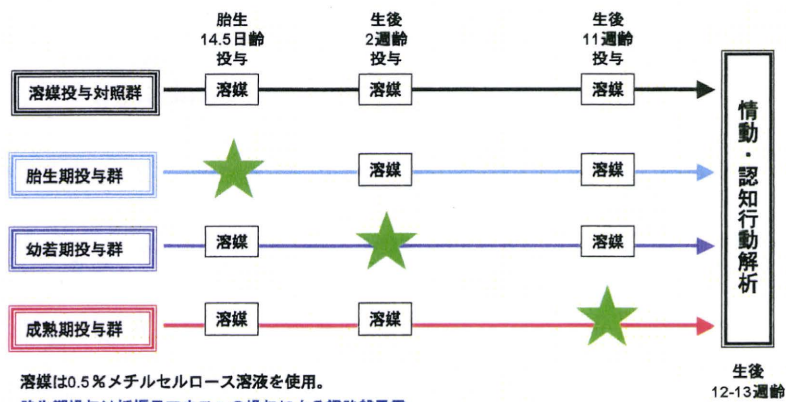 胎生
14.5日齢
投与
生後
2週齢
投与
生後
11週齢
投与
溶媒投与対照群
溶媒
溶媒
溶媒
胎生期投与群
溶媒
溶媒
幼若期投与群
溶媒
溶媒
成熟期投与群
溶媒
溶媒
情動・認知行動解析
生後
12-13週齢
溶媒は0.5％メチルセルロース溶液を使用。